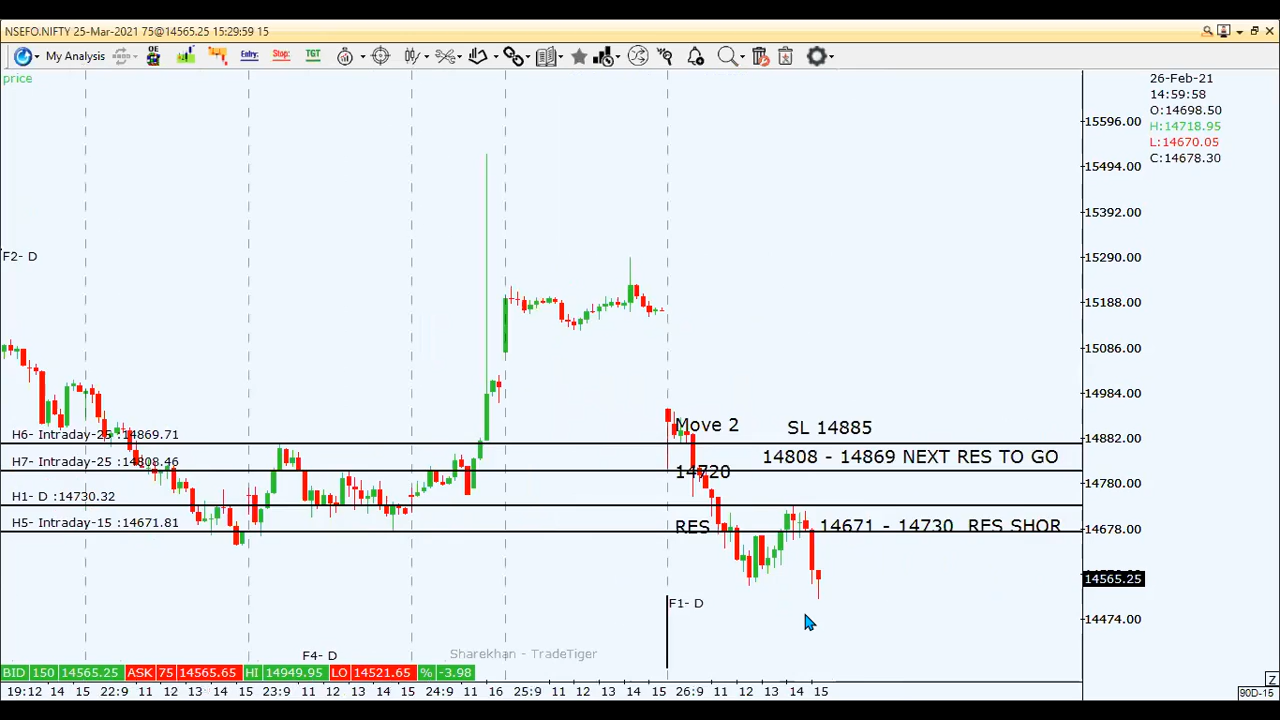 NSEFO.NIFTY 25-Mar-2021 75@14565.25 15:29:59 15
My Analysis
OE
Entry:
Stop:
TGT
price
26-Feb-21
14:59:58
O:14698.50
H:14718.95
L:14670.05
C:14678.30
15596.00
15494.00
15392.00
15290.00
15188.00
15086.00
14984.00
14882.00
14780.00
14678.00
14565.25
14474.00
F2- D
Move 2
SL 14885
H6- Intraday-25 :14869.71
14808 - 14869 NEXT RES TO GO
H7- Intraday-25 :14808.46
14720
H1- D :14730.32
H5- Intraday-15 :14671.81
RES
14671 - 14730 RES SHOR
F1- D
F4- D
Sharekhan - TradeTiger
BID 150 14565.25 ASK 75 14565.65 HI 14949.95 LO 14521.65 % -3.98
Z
19:12 14 15 22:9 11 12 13 14 15 23:9 11 12 13 14 15 24:9 11 16 25:9 11 12 13 14 15 26:9 11 12 13 14 15
90D-15